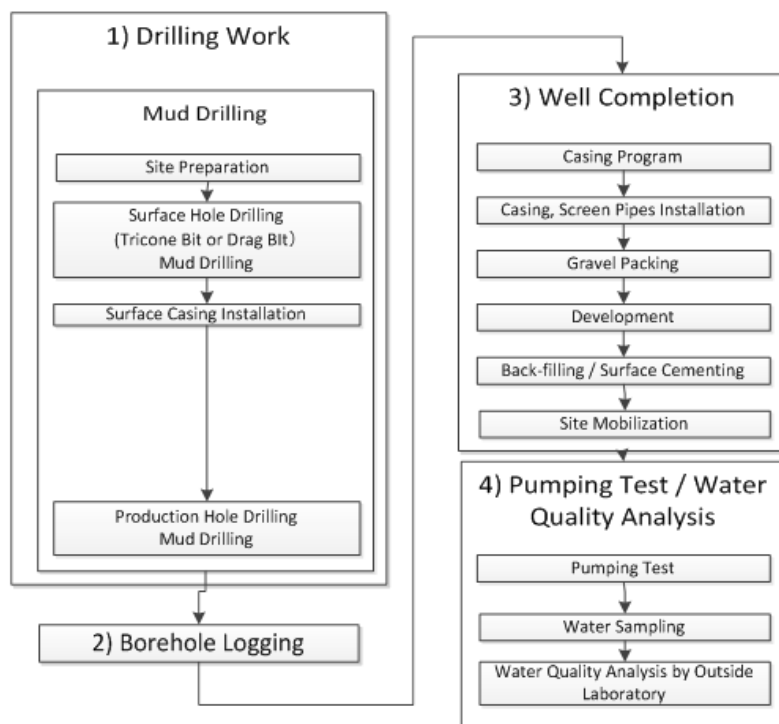 1) Drilling Work
Mud Drilling
Site Preparation
Surface Hole Drilling
(Tricone Bit or Drag BIt)
Mud Drilling
Surface Casing Installation
Production Hole Drilling
Mud Drilling
2) Borehole Logging
3) Well Completion
Casing Program
Casing, Screen Pipes Installation
Gravel Packing
Development
Back-filling / Surface Cementing
Site Mobilization
4) Pumping Test / Water
Quality Analysis
Pumping Test
Water Sampling
Water Quality Analysis by Outside
Laboratory